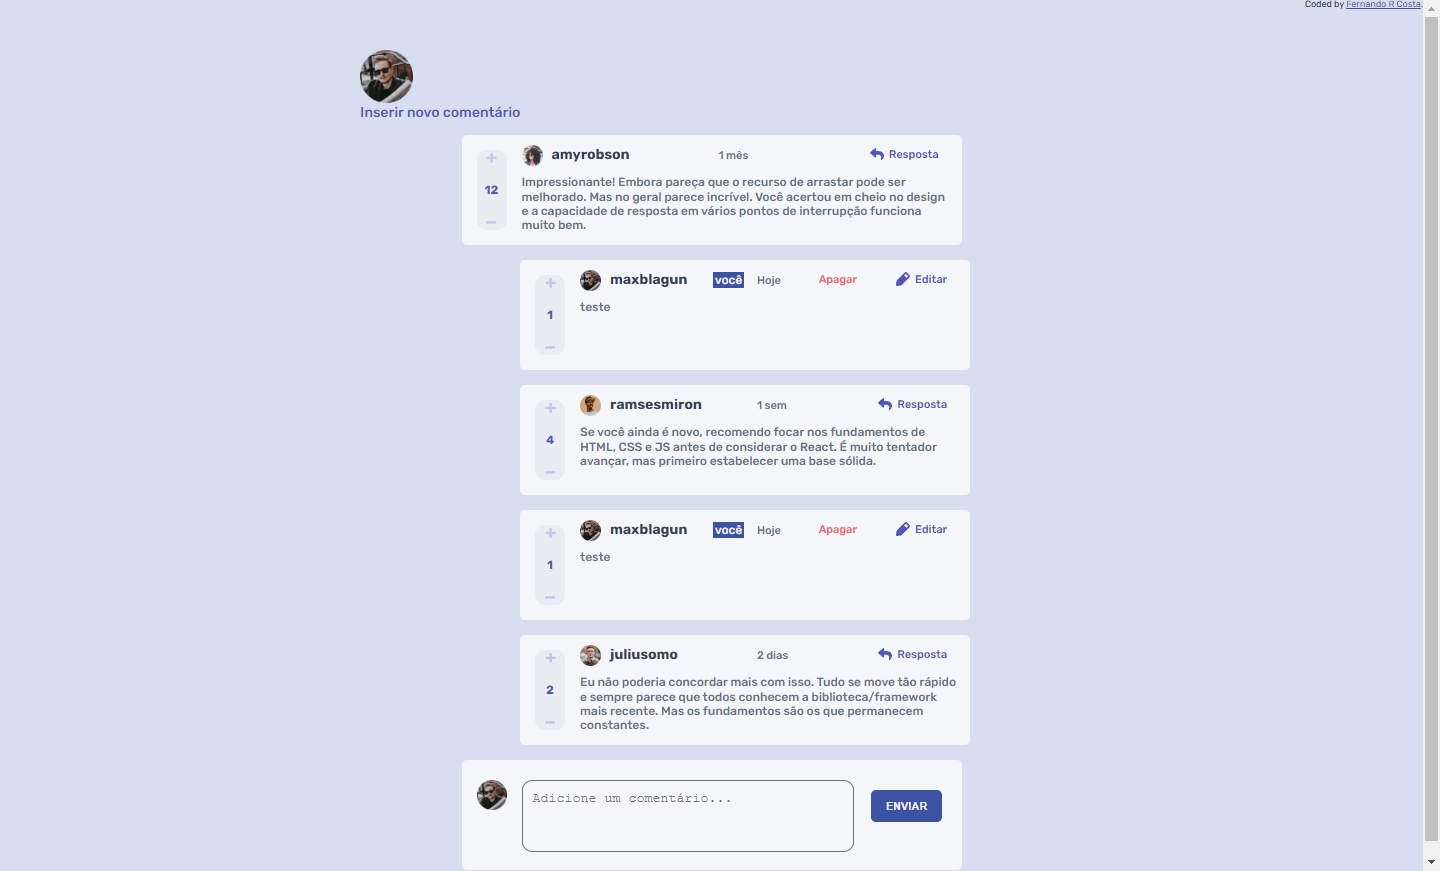 Coded by Fernando R Costa.
Inserir novo comentário
+
amyrobson
1 mês
Resposta
12
Impressionante! Embora pareça que o recurso de arrastar pode ser
melhorado. Mas no geral parece incrível. Você acertou em cheio no design
e a capacidade de resposta em vários pontos de interrupção funciona
muito bem.
−
+
maxblagun
você
Hoje
Apagar
Editar
1
teste
−
+
ramsesmiron
1 sem
Resposta
4
Se você ainda é novo, recomendo focar nos fundamentos de
HTML, CSS e JS antes de considerar o React. É muito tentador
avançar, mas primeiro estabelecer uma base sólida.
−
+
maxblagun
você
Hoje
Apagar
Editar
1
teste
−
+
juliusomo
2 dias
Resposta
2
Eu não poderia concordar mais com isso. Tudo se move tão rápido
e sempre parece que todos conhecem a biblioteca/framework
mais recente. Mas os fundamentos são os que permanecem
constantes.
−
Adicione um comentário...
ENVIAR